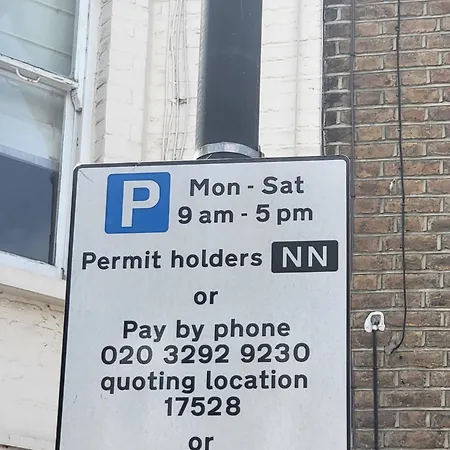 P Mon - Sat
9 am - 5 pm
Permit holders NN
or
Pay by phone
020 3292 9230
quoting location
17528
or